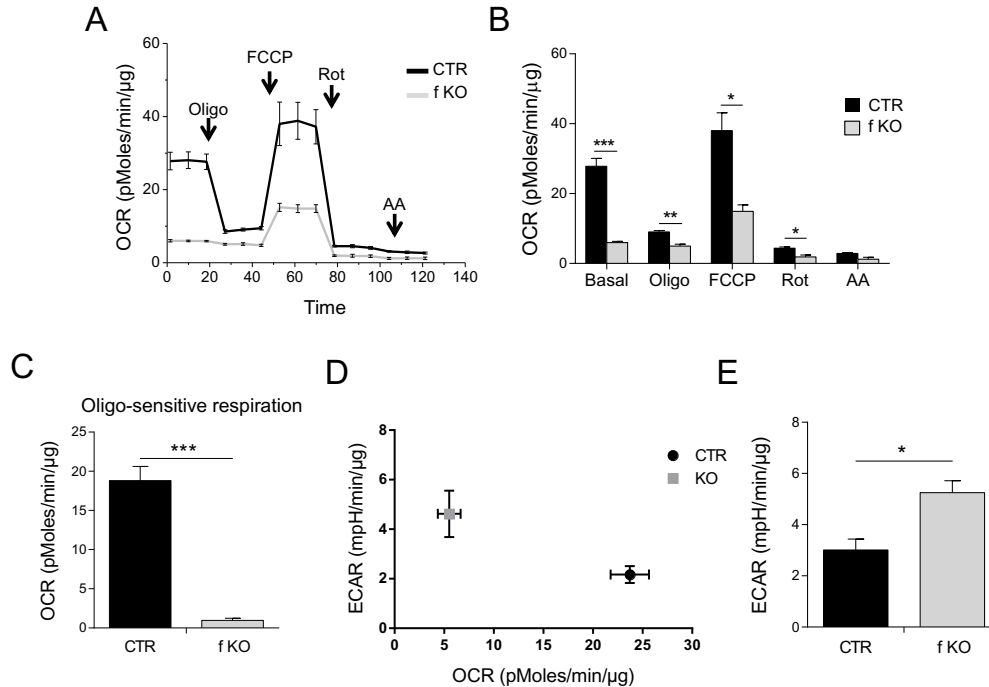 A
OCR (pMoles/min/µg)
60
40
20
0
0 20 40 60 80 100 120 140
Time
Oligo
FCCP
Rot
AA
CTR
f KO
B
OCR (pMoles/min/µg)
60
40
20
0
*** ** * *
Basal Oligo FCCP Rot AA
CTR
f KO
C
Oligo-sensitive respiration
OCR (pMoles/min/µg)
25
20
15
10
5
0
***
CTR f KO
D
ECAR (mpH/min/µg)
8
6
4
2
0
0 5 10 15 20 25 30
OCR (pMoles/min/µg)
CTR
KO
E
ECAR (mpH/min/µg)
8
6
4
2
0
*
CTR f KO